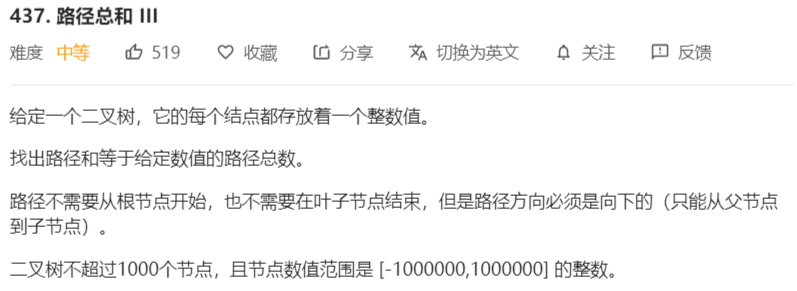 437. 路径总和 III
难度 中等 519 收藏 分享 切换为英文 关注 反馈
给定一个二叉树，它的每个结点都存放着一个整数值。
找出路径和等于给定数值的路径总数。
路径不需要从根节点开始，也不需要在叶子节点结束，但是路径方向必须是向下的（只能从父节点
到子节点）。
二叉树不超过1000个节点，且节点数值范围是 [-1000000,1000000] 的整数。